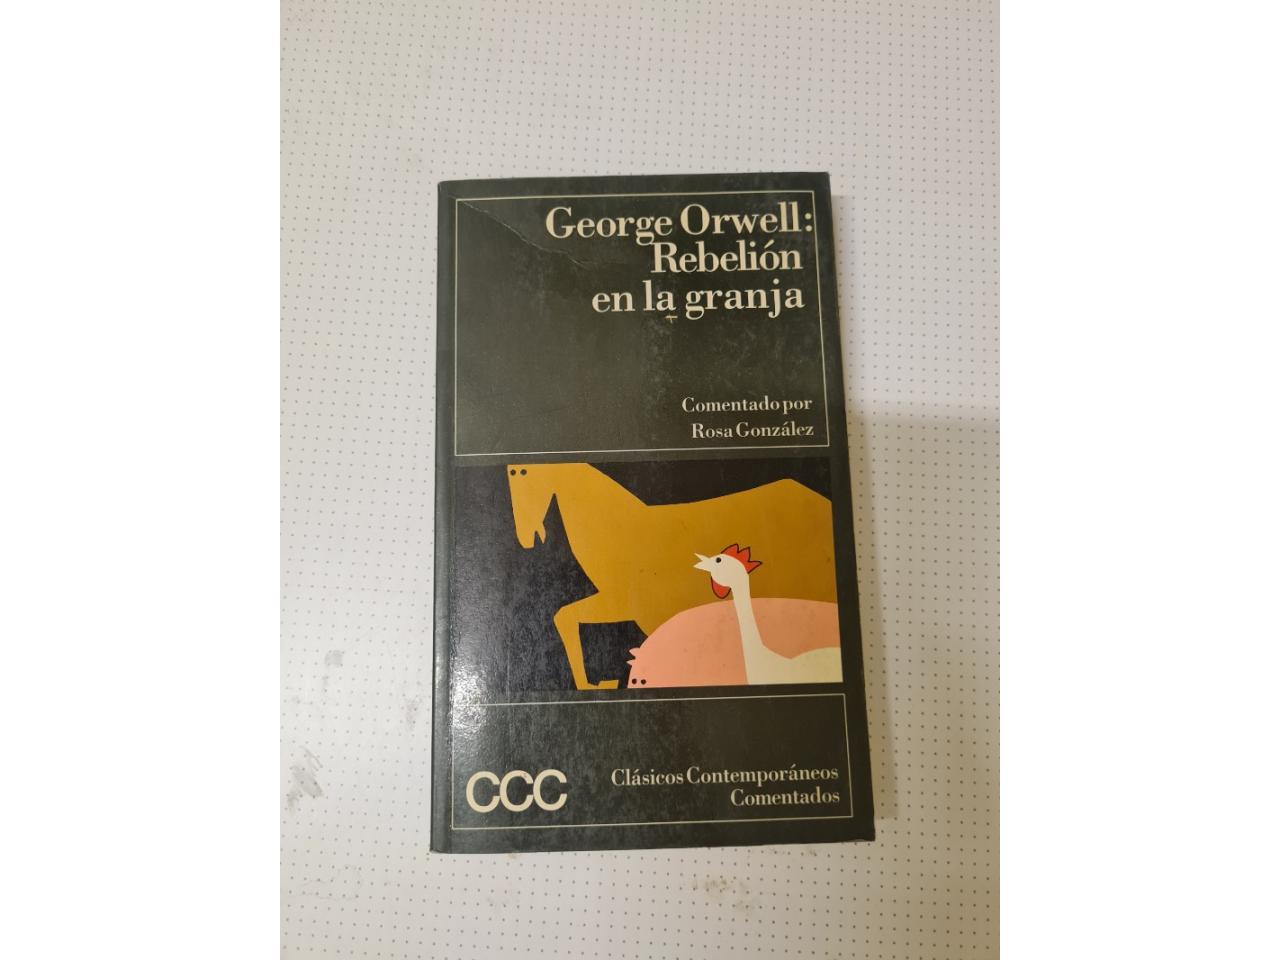 George Orwell:
Rebelión
en la granja
Comentado por
Rosa González
CCC
Clásicos Contemporáneos
Comentados